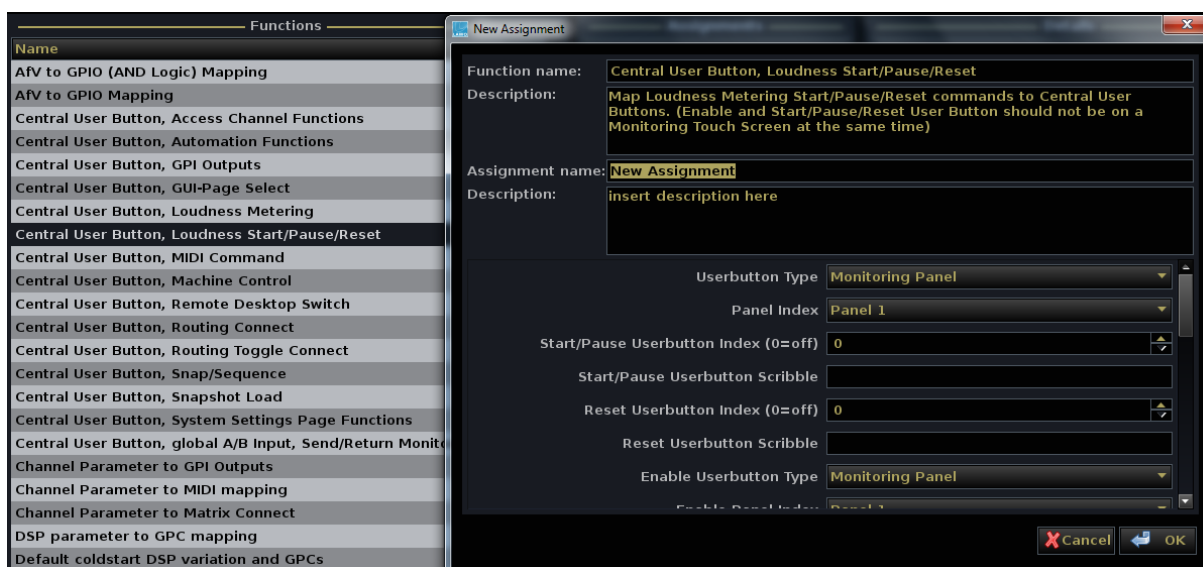 Functions
Name
AfV to GPIO (AND Logic) Mapping
AfV to GPIO Mapping
Central User Button, Access Channel Functions
Central User Button, Automation Functions
Central User Button, GPI Outputs
Central User Button, GUI-Page Select
Central User Button, Loudness Metering
Central User Button, Loudness Start/Pause/Reset
Central User Button, MIDI Command
Central User Button, Machine Control
Central User Button, Remote Desktop Switch
Central User Button, Routing Connect
Central User Button, Routing Toggle Connect
Central User Button, Snap/Sequence
Central User Button, Snapshot Load
Central User Button, System Settings Page Functions
Central User Button, global A/B Input, Send/Return
Channel Parameter to GPI Outputs
Channel Parameter to MIDI mapping
Channel Parameter to Matrix Connect
DSP parameter to GPC mapping
Default coldstart DSP variation and GPCs
New Assignment
Function name: Central User Button, Loudness Start/Pause/Reset
Description: Map Loudness Metering Start/Pause/Reset commands to Central User
Buttons. (Enable and Start/Pause/Reset User Button should not be on a
Monitoring Touch Screen at the same time)
Assignment name: New Assignment
Description: insert description here
Userbutton Type Monitoring Panel
Panel Index Panel 1
Start/Pause Userbutton Index (0=off) 0
Start/Pause Userbutton Scribble
Reset Userbutton Index (0=off) 0
Reset Userbutton Scribble
Enable Userbutton Type Monitoring Panel
Enable Panel Index Panel 1
Cancel OK